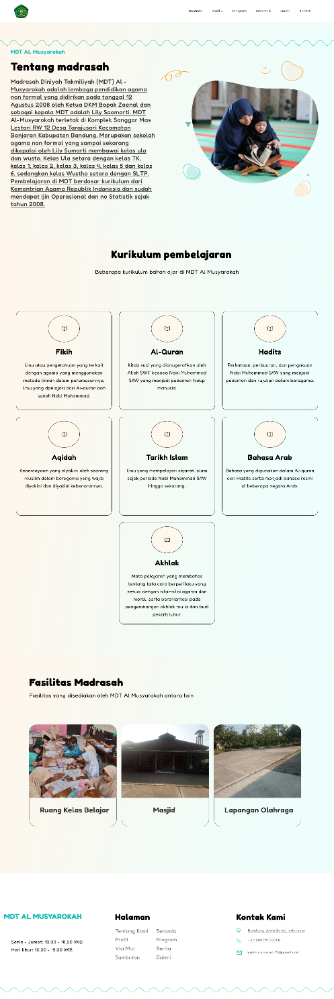 Beranda Profil Program Informasi Galeri Kontak
MDT AL Musyarokah
Tentang madrasah
Madrasah Diniyah Takmiliyah (MDT) Al -
Musyarokah adalah lembaga pendidikan agama
non formal yang didirikan pada tanggal 12
Agustus 2008 oleh Ketua DKM Bapak Zaenal dan
sebagai kepala MDT adalah Lily Soemarti. MDT
Al-Musyarokah terletak di Komplek Sanggar Mas
Lestari RW 12 Desa Tarajusari Kecamatan
Banjaran Kabupaten Bandung. Merupakan sekolah
agama non formal yang sampai sekarang
dikepalai oleh Lily Sumarti membawai kelas ula
dan wusto. Kelas Ula setara dengan kelas TK,
kelas 1, kelas 2, kelas 3, kelas 4, kelas 5 dan kelas
6. sedangkan kelas Wustho setara dengan SLTP.
Pembelajaran di MDT berdasar kurikulum dari
Kementrian Agama Republik Indonesia dan sudah
mendapat Ijin Operasional dan no Statistik sejak
tahun 2008.
Kurikulum pembelajaran
Beberapa kurikulum bahan ajar di MDT Al Musyarokah
Fikih
ilmu atau pengetahuan yang terkait
dengan agama yang menggunakan
metode ilmiah dalam perumusannya,
ilmu yang dpelajari dari Al-quran dan
sunah Nabi Muhammad.
Al-Quran
Kitab suci yang dianugerahkan oleh
Allah SWT kepada Nabi Muhammad
SAW yang menjadi pedoman hidup
manusia
Hadits
Perkataan, perbuatan, dan pengakuan
Nabi Muhammad SAW yang menjadi
pedoman dan rujukan dalam beragama.
Aqidah
Kepercayaan yang diyakini oleh seorang
muslim dalam beragama yang wajib
diyakini dan diyakini kebenarannya.
Tarikh Islam
Ilmu yang mempelajari sejarah islam
sejak periode Nabi Muhammad SAW
hingga sekarang.
Bahasa Arab
Bahasa yang digunakan dalam Al-quran
dan Hadits serta menjadi bahasa resmi
di beberapa negara Arab.
Akhlak
Mata pelajaran yang membahas
tentang tata cara berperilaku yang
sesuai dengan nilai-nilai agama dan
moral, serta berorientasi pada
pengembangan akhlak mulia dan budi
pekerti luhur.
Fasilitas Madrasah
Fasilitas yang disediakan oleh MDT Al Musyarokah antara lain
Ruang Kelas Belajar
Masjid
Lapangan Olahraga
MDT AL MUSYAROKAH
Senin - Jumat: 10.00 - 18.00 WIB
Hari libur: 10.00 - 15.00 WIB
Halaman
Tentang Kami Beranda
Profil Program
Visi Misi Berita
Sambutan Galeri
Kontak Kami
Bandung, Jawa Barat, Indonesia